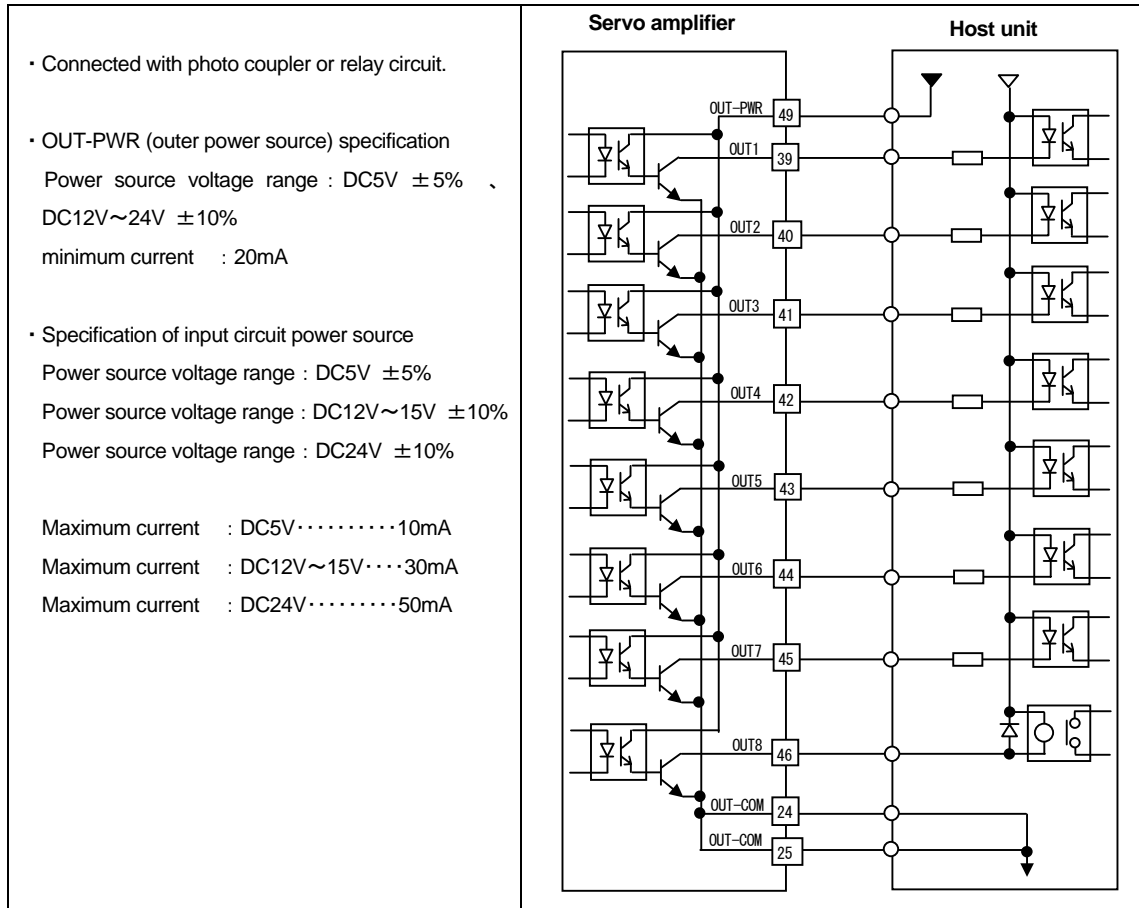 ・Connected with photo coupler or relay circuit.
・OUT-PWR (outer power source) specification
Power source voltage range : DC5V ±5% 、
DC12V～24V ±10%
minimum current : 20mA
・Specification of input circuit power source
Power source voltage range : DC5V ±5%
Power source voltage range : DC12V～15V ±10%
Power source voltage range : DC24V ±10%
Maximum current : DC5V··········10mA
Maximum current : DC12V～15V····30mA
Maximum current : DC24V·········50mA
Servo amplifier
Host unit
OUT-PWR 49
OUT1 39
OUT2 40
OUT3 41
OUT4 42
OUT5 43
OUT6 44
OUT7 45
OUT8 46
OUT-COM 24
OUT-COM 25